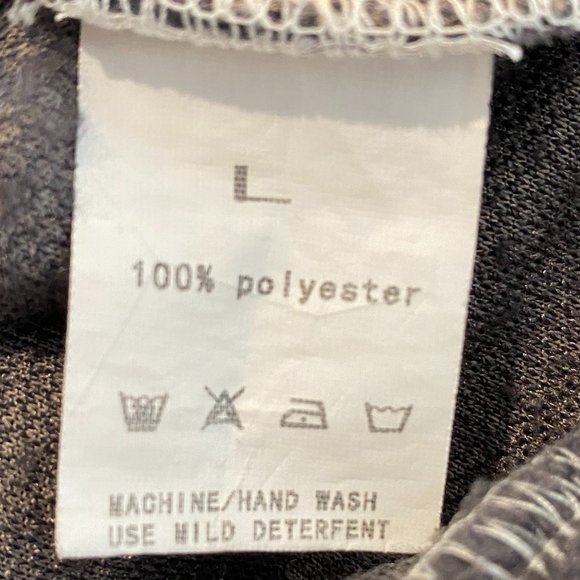 L
100% polyester
MACHINE/HAND WASH
USE MILD DETERFENT